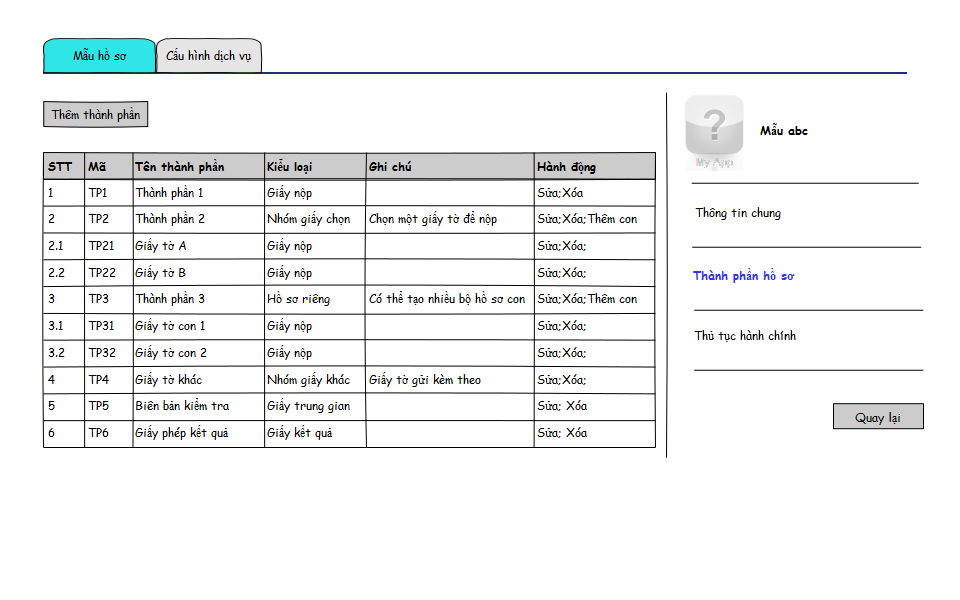 Mẫu hồ sơ
Cấu hình dịch vụ
Thêm thành phần
STT Mã Tên thành phần Kiểu loại Ghi chú Hành động
1 TP1 Thành phần 1 Giấy nộp Sửa;Xóa
2 TP2 Thành phần 2 Nhóm giấy chọn Chọn một giấy tờ để nộp Sửa;Xóa;Thêm con
2.1 TP21 Giấy tờ A Giấy nộp Sửa;Xóa;
2.2 TP22 Giấy tờ B Giấy nộp Sửa;Xóa;
3 TP3 Thành phần 3 Hồ sơ riêng Có thể tạo nhiều bộ hồ sơ con Sửa;Xóa;Thêm con
3.1 TP31 Giấy tờ con 1 Giấy nộp Sửa;Xóa;
3.2 TP32 Giấy tờ con 2 Giấy nộp Sửa;Xóa;
4 TP4 Giấy tờ khác Nhóm giấy khác Giấy tờ gửi kèm theo Sửa;Xóa;
5 TP5 Biên bản kiểm tra Giấy trung gian Sửa; Xóa
6 TP6 Giấy phép kết quả Giấy kết quả Sửa; Xóa
?
My App
Mẫu abc
Thông tin chung
Thành phần hồ sơ
Thủ tục hành chính
Quay lại